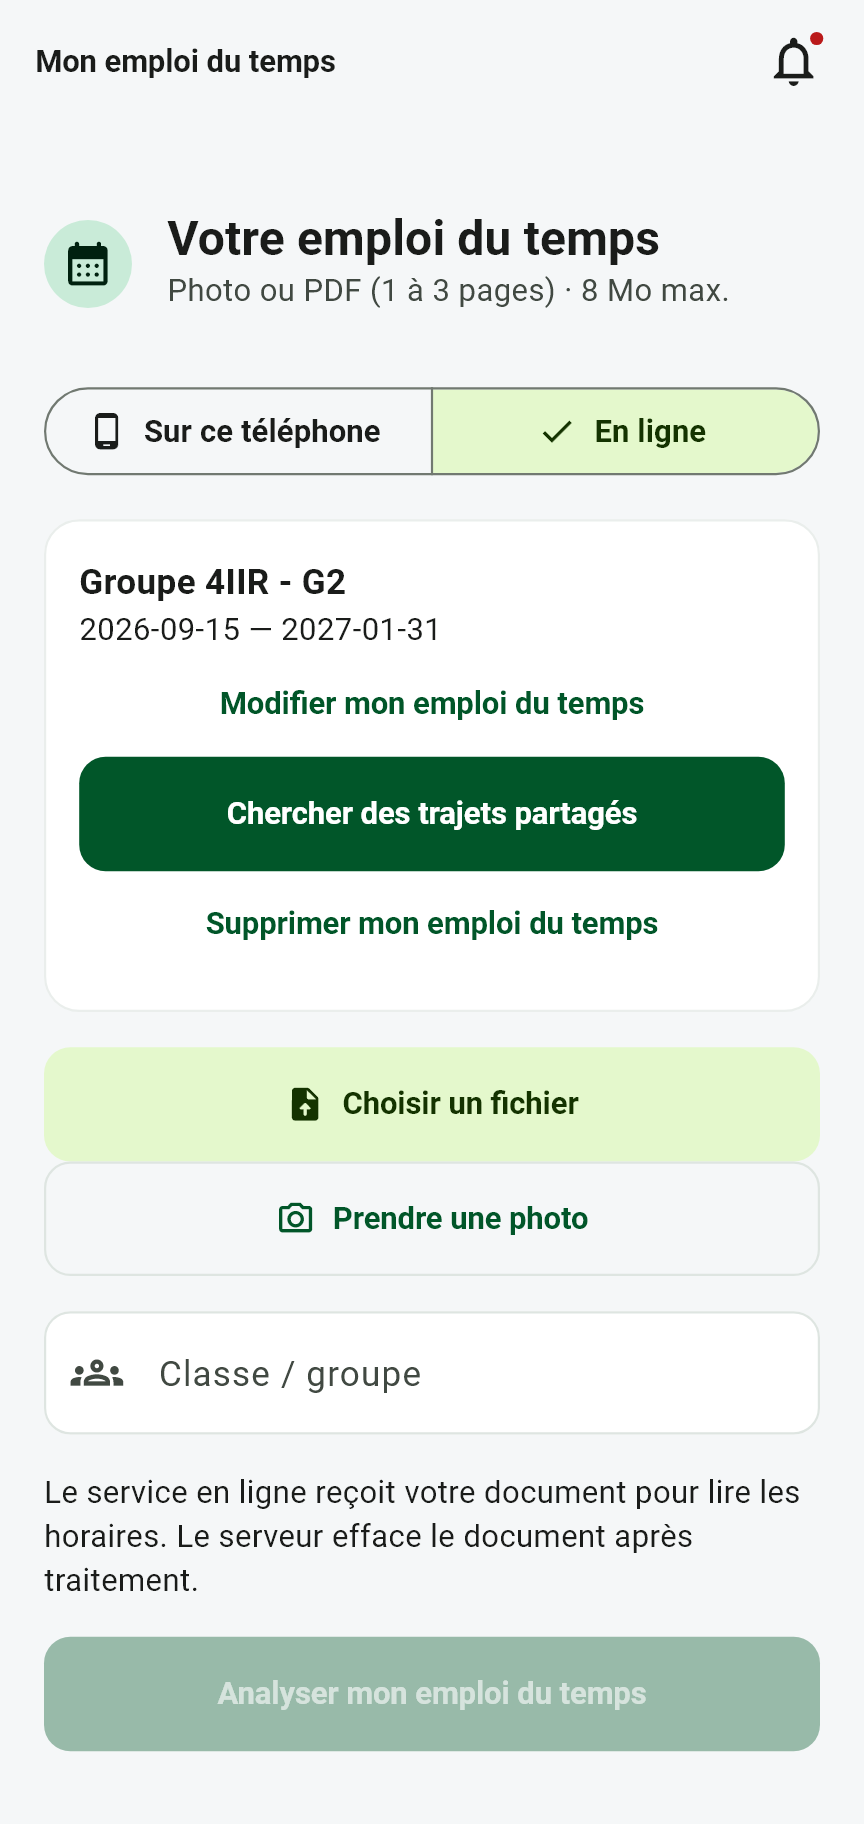 Mon emploi du temps
Votre emploi du temps
Photo ou PDF (1 à 3 pages) · 8 Mo max.
Sur ce téléphone
En ligne
Groupe 4IIR - G2
2026-09-15 — 2027-01-31
Modifier mon emploi du temps
Chercher des trajets partagés
Supprimer mon emploi du temps
Choisir un fichier
Prendre une photo
Classe / groupe
Le service en ligne reçoit votre document pour lire les
horaires. Le serveur efface le document après
traitement.
Analyser mon emploi du temps